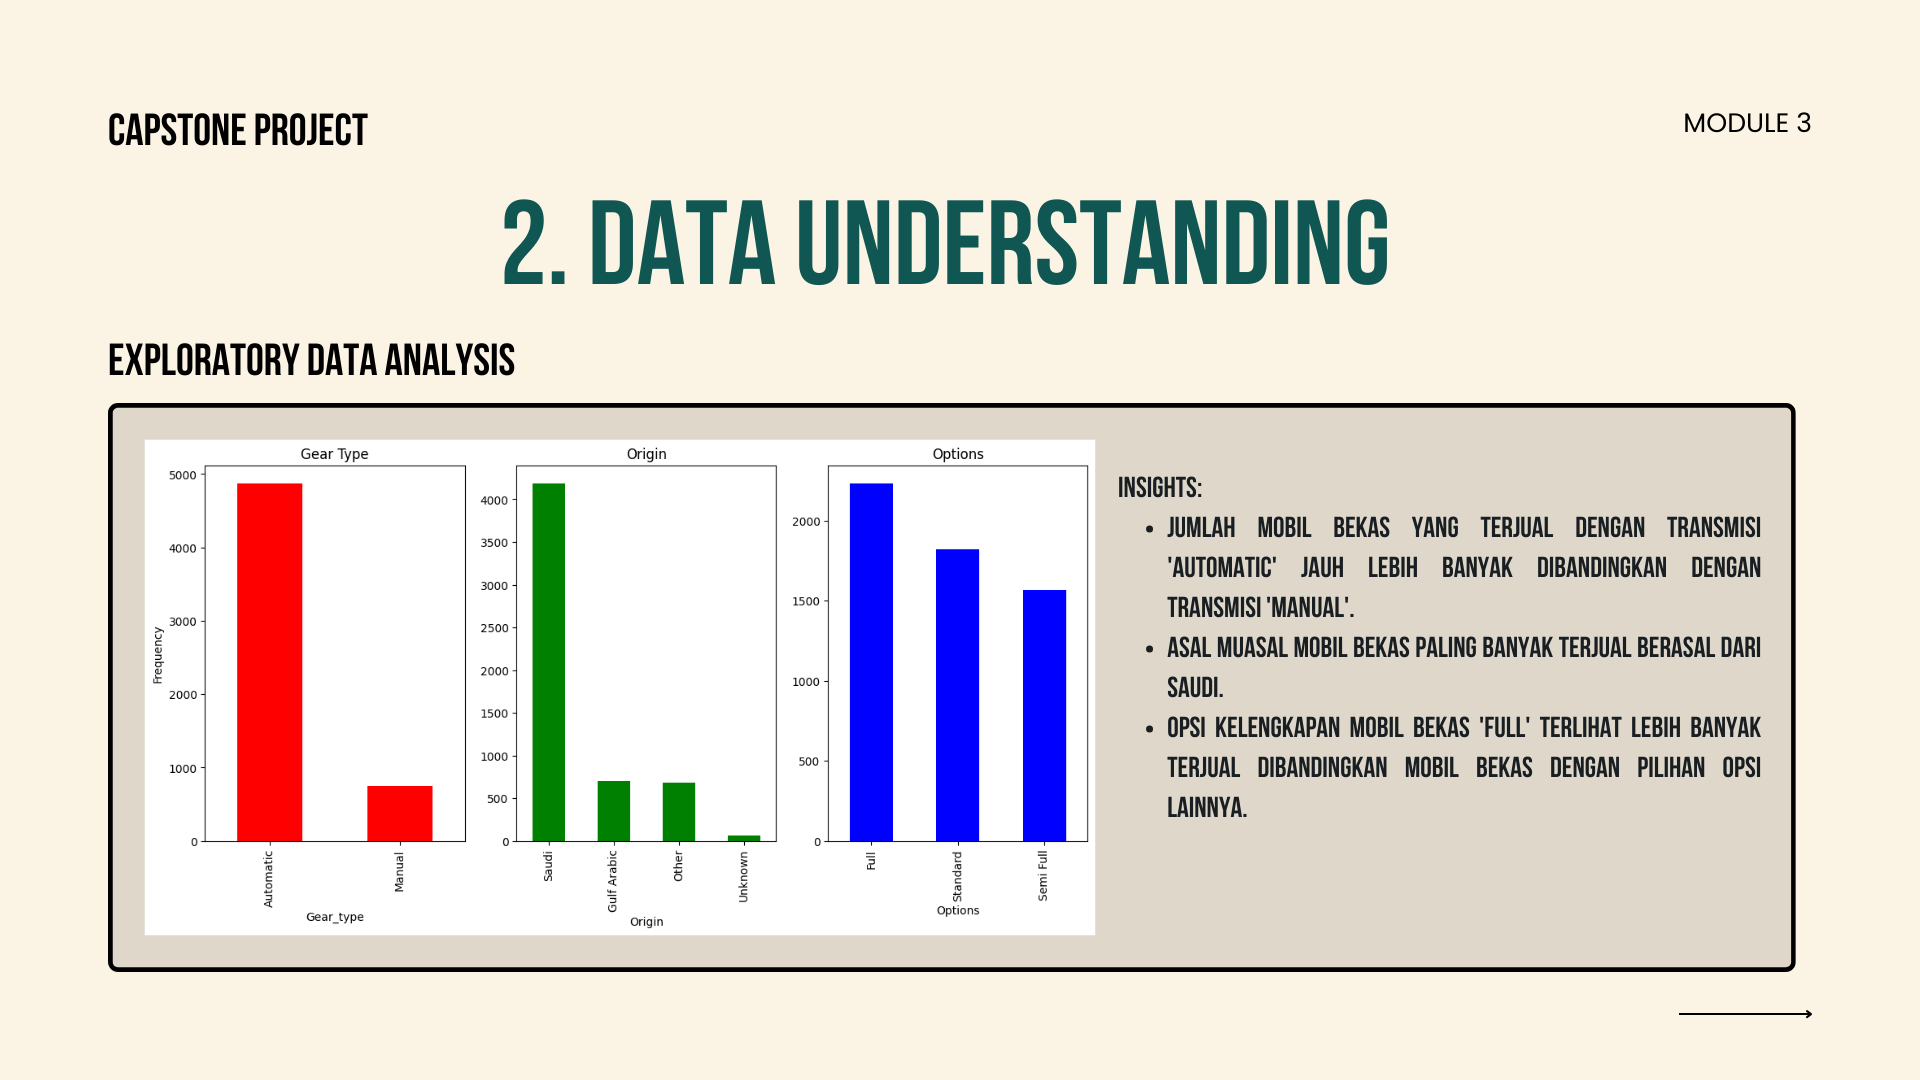 CAPSTONE PROJECT
MODULE 3
2. DATA UNDERSTANDING
EXPLORATORY DATA ANALYSIS
Gear Type
5000
4000
3000
2000
1000
0
Frequency
Automatic
Manual
Gear_type
Origin
4000
3500
3000
2500
2000
1500
1000
500
0
Saudi
Gulf Arabic
Other
Unknown
Origin
Options
2000
1500
1000
500
0
Full
Standard
Semi Full
Options
INSIGHTS:
• JUMLAH MOBIL BEKAS YANG TERJUAL DENGAN TRANSMISI
'AUTOMATIC' JAUH LEBIH BANYAK DIBANDINGKAN DENGAN
TRANSMISI 'MANUAL'.
• ASAL MUASAL MOBIL BEKAS PALING BANYAK TERJUAL BERASAL DARI
SAUDI.
• OPSI KELENGKAPAN MOBIL BEKAS 'FULL' TERLIHAT LEBIH BANYAK
TERJUAL DIBANDINGKAN MOBIL BEKAS DENGAN PILIHAN OPSI
LAINNYA.